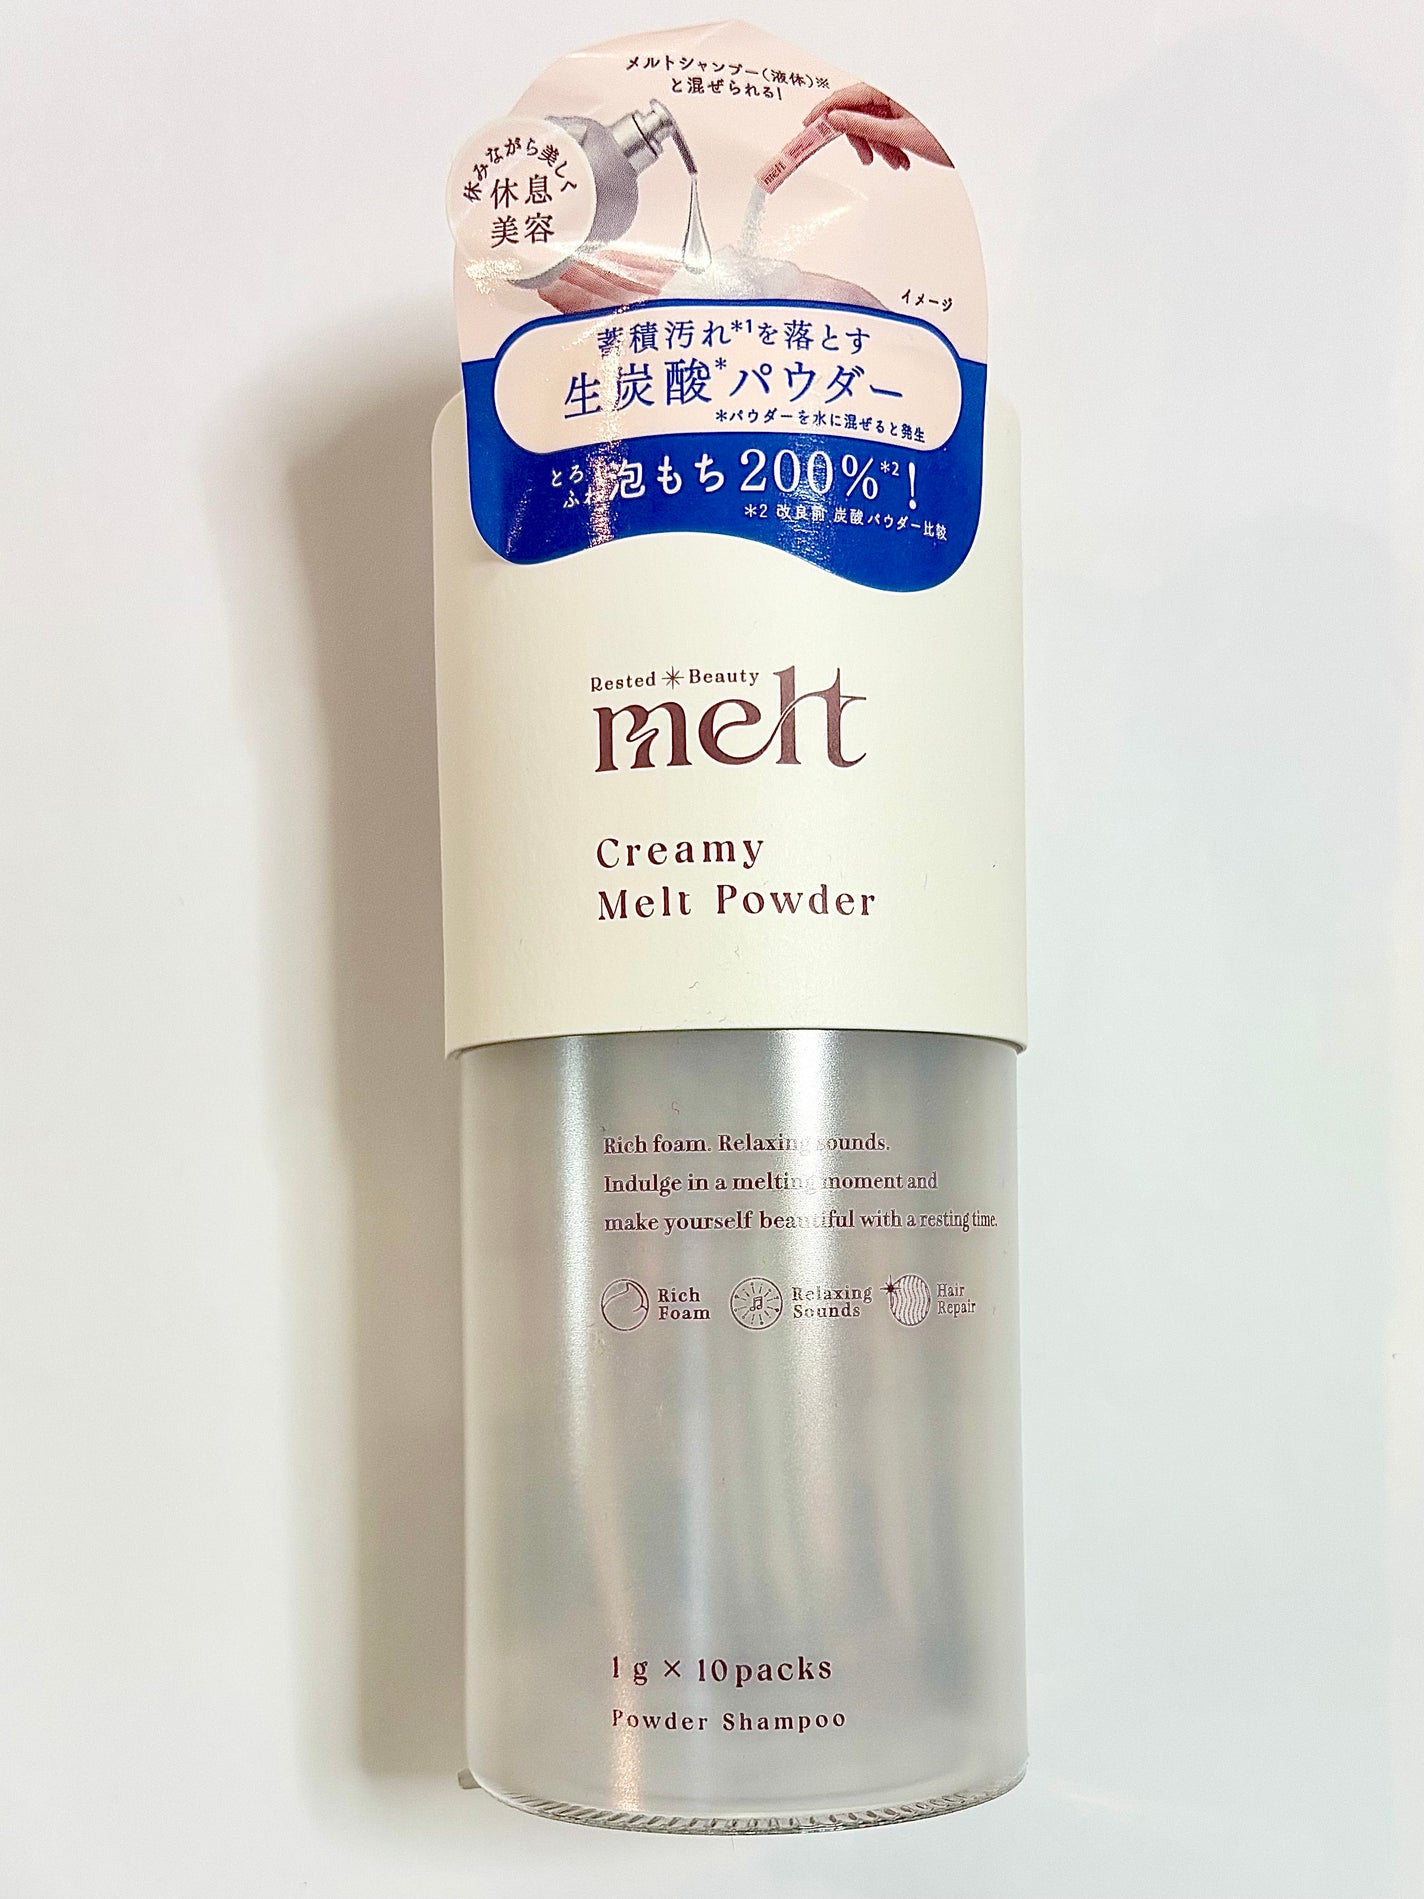 メルトシャンプー(液体)※
と混ぜられる!
休みながら美しく
休息
美容
melt
イメージ
蓄積汚れ*1を落とす
生炭酸*パウダー
*パウダーを水に混ぜると発生
とろ
ふわ
泡もち200%*2!
*2 改良前 炭酸パウダー比較
Rested Beauty
melt
Creamy
Melt Powder
Rich foam. Relaxing sounds.
Indulge in a melting moment and
make yourself beautiful with a resting time.
Rich
Foam
Relaxing
Sounds
Hair
Repair
1g×10packs
Powder Shampoo